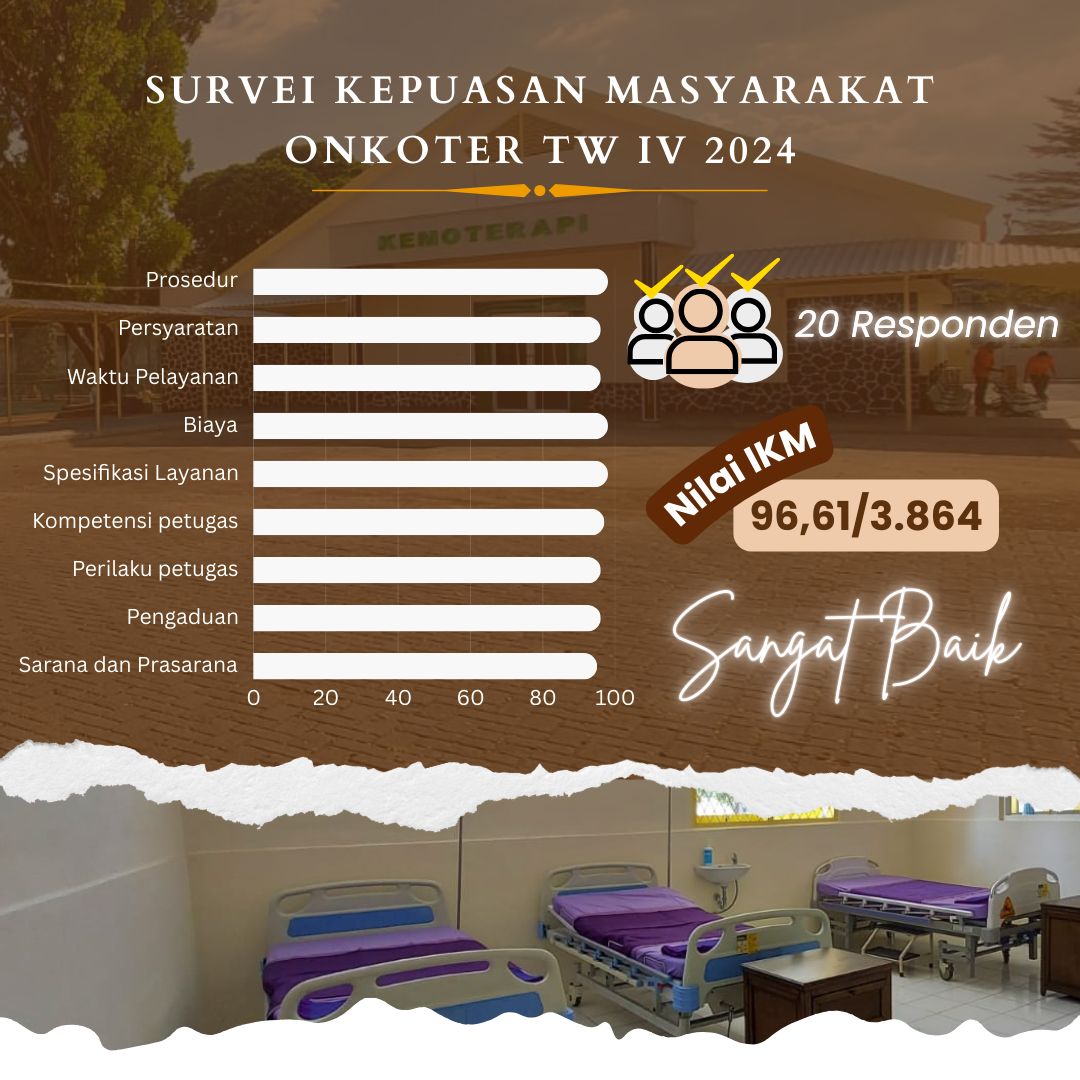 SURVEI KEPUASAN MASYARAKAT
ONKOTER TW IV 2024
KEMOTERAPI
Prosedur
Persyaratan
Waktu Pelayanan
Biaya
Spesifikasi Layanan
Kompetensi petugas
Perilaku petugas
Pengaduan
Sarana dan Prasarana
0 20 40 60 80 100
20 Responden
Nilai IKM
96,61/3.864
Sangat Baik